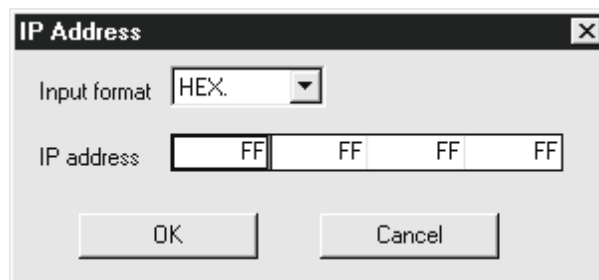 IP Address
Input format HEX.
IP address FF FF FF FF
OK Cancel